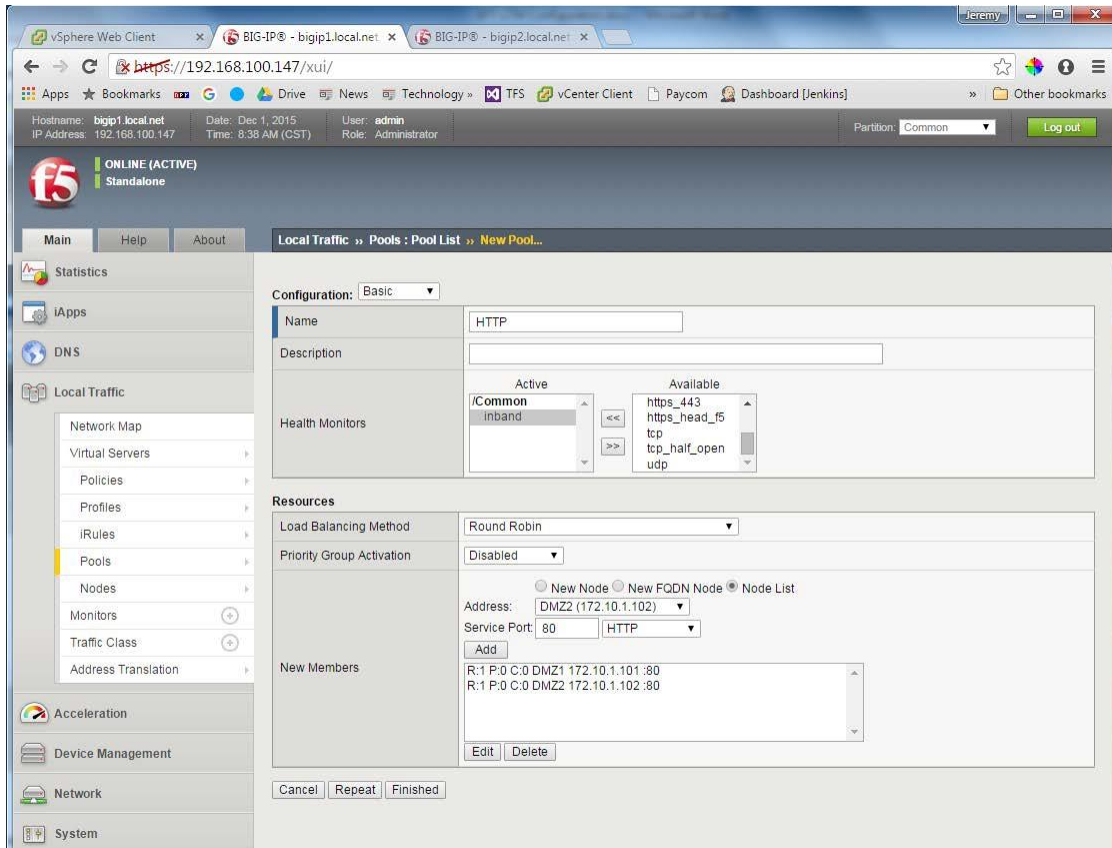 Jeremy
vSphere Web Client
BIG-IP® - bigip1.local.net
BIG-IP® - bigip2.local.net
https://192.168.100.147/xui/
Apps Bookmarks Drive News Technology » TFS vCenter Client Paycom Dashboard [Jenkins] » Other bookmarks
Hostname: bigip1.local.net Date: Dec 1, 2015 User: admin
IP Address: 192.168.100.147 Time: 8:38 AM (CST) Role: Administrator
Partition: Common Log out
f5
ONLINE (ACTIVE)
Standalone
Main Help About
Local Traffic »» Pools : Pool List »» New Pool...
Statistics
iApps
DNS
Local Traffic
Network Map
Virtual Servers
Policies
Profiles
iRules
Pools
Nodes
Monitors
Traffic Class
Address Translation
Acceleration
Device Management
Network
System
Configuration: Basic
Name HTTP
Description
Health Monitors
Active
/Common
inband
<<
>>
Available
https_443
https_head_f5
tcp
tcp_half_open
udp
Resources
Load Balancing Method Round Robin
Priority Group Activation Disabled
New Members
New Node New FQDN Node Node List
Address: DMZ2 (172.10.1.102)
Service Port: 80 HTTP
Add
R:1 P:0 C:0 DMZ1 172.10.1.101 :80
R:1 P:0 C:0 DMZ2 172.10.1.102 :80
Edit Delete
Cancel Repeat Finished